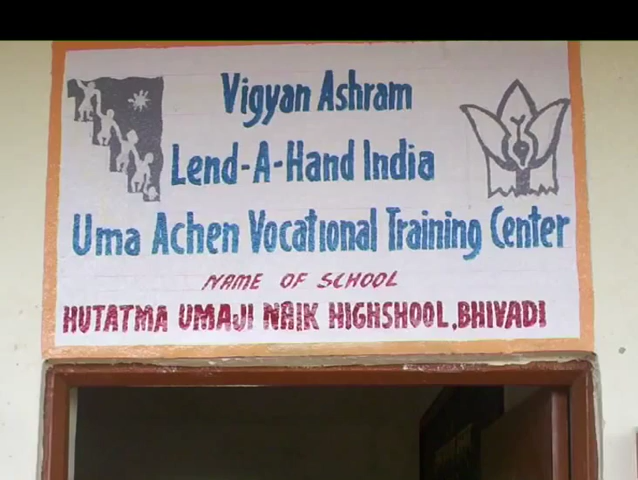 Vigyan Ashram
Lend-A-Hand India
Uma Achen Vocational Training Center
NAME OF SCHOOL
HUTATMA UMAJI NAIK HIGHSHOOL, BHIVADI